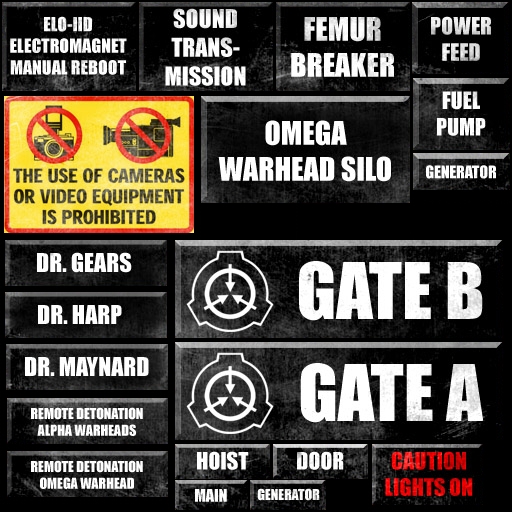 ELO-IID
ELECTROMAGNET
MANUAL REBOOT
SOUND
TRANS-
MISSION
FEMUR
BREAKER
POWER
FEED
FUEL
PUMP
GENERATOR
THE USE OF CAMERAS
OR VIDEO EQUIPMENT
IS PROHIBITED
OMEGA
WARHEAD SILO
DR. GEARS
DR. HARP
DR. MAYNARD
REMOTE DETONATION
ALPHA WARHEADS
REMOTE DETONATION
OMEGA WARHEAD
GATE B
GATE A
HOIST
DOOR
MAIN
GENERATOR
CAUTION
LIGHTS ON